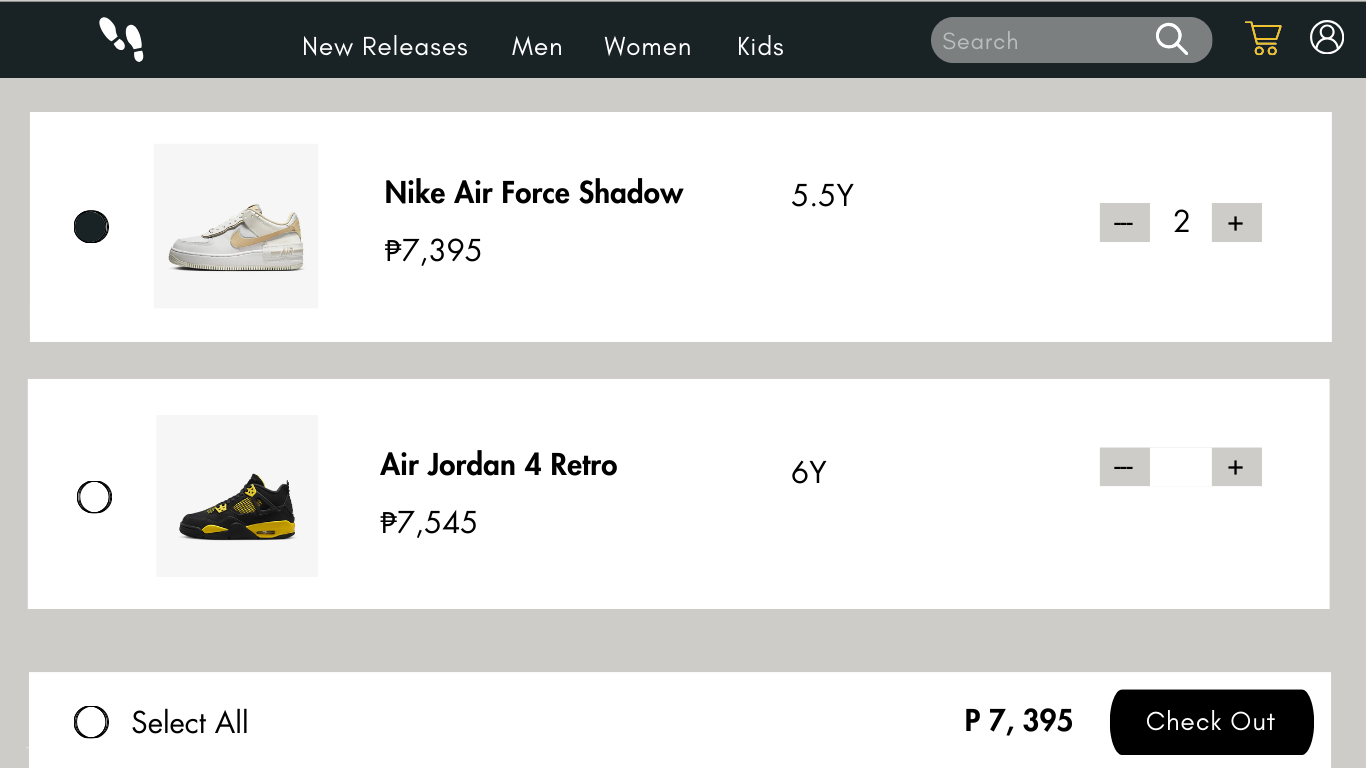 New Releases Men Women Kids Search
Nike Air Force Shadow 5.5Y
₱7,395
— 2 +
Air Jordan 4 Retro 6Y
— +
₱7,545
Select All P 7, 395 Check Out